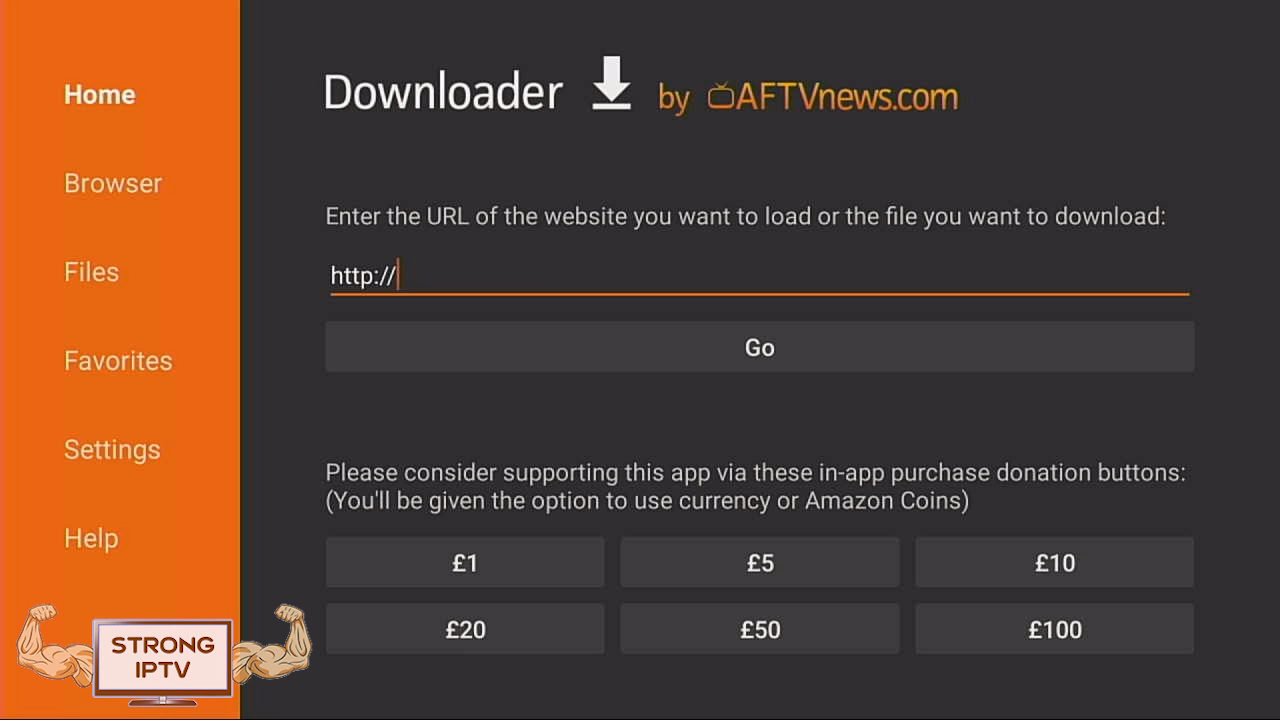 Home
Browser
Files
Favorites
Settings
Help
STRONG
IPTV
Downloader by AFTVnews.com
Enter the URL of the website you want to load or the file you want to download:
http://
Go
Please consider supporting this app via these in-app purchase donation buttons:
(You'll be given the option to use currency or Amazon Coins)
£1 £5 £10
£20 £50 £100